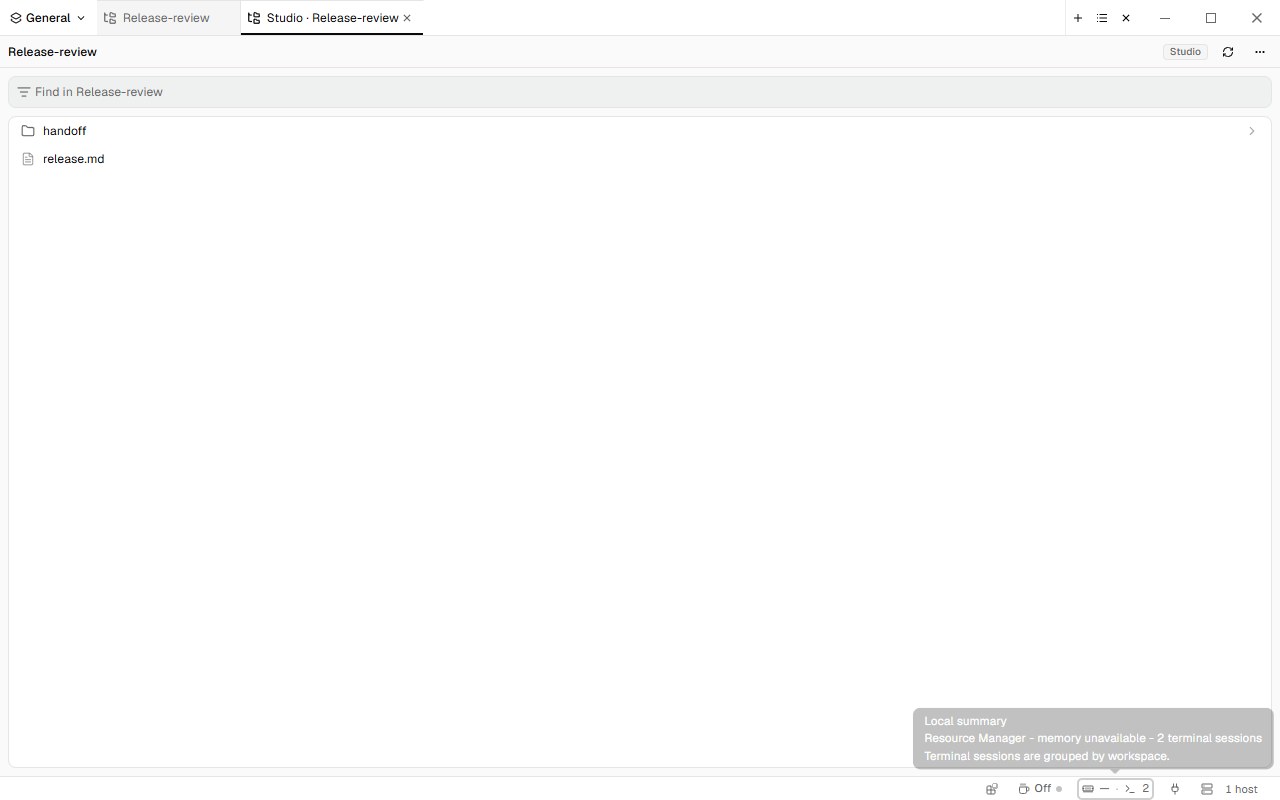 General
Release-review
Studio · Release-review
Release-review
Studio
Find in Release-review
handoff
release.md
Local summary
Resource Manager - memory unavailable - 2 terminal sessions
Terminal sessions are grouped by workspace.
Off
— · 2
1 host